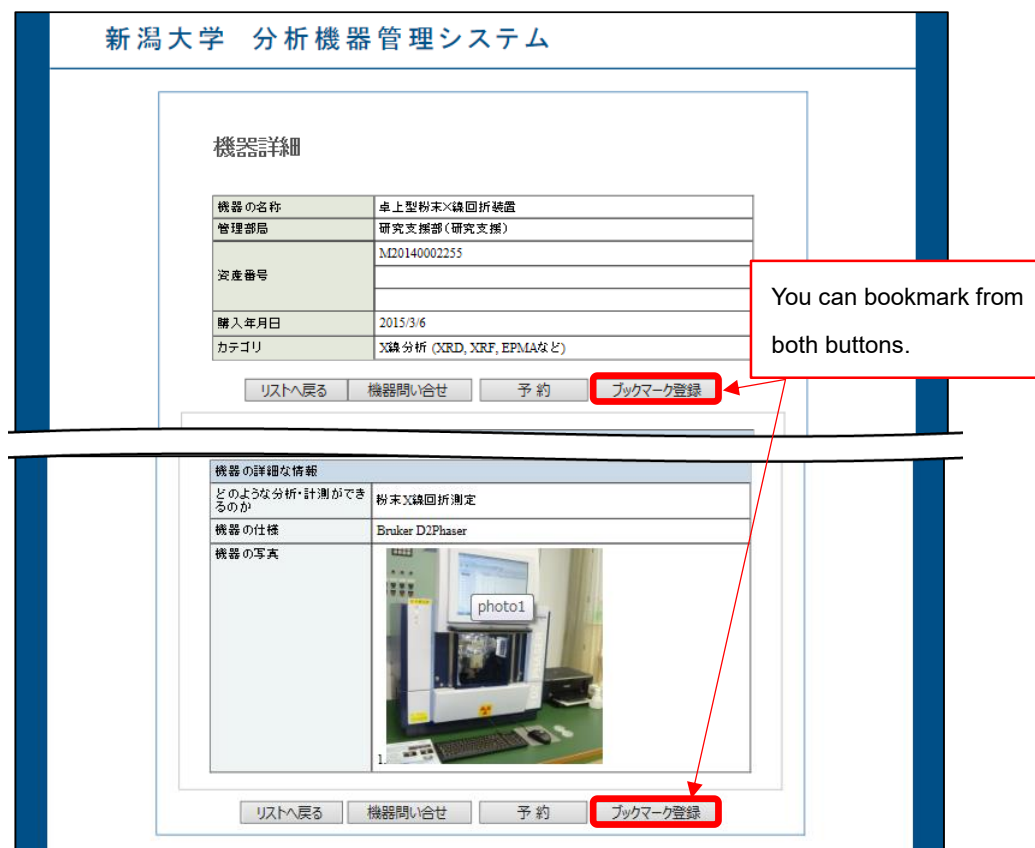 新潟大学 分析機器管理システム
機器詳細
機器の名称 卓上型粉末X線回折装置
管理部局 研究支援部(研究支援)
資産番号 M20140002255
購入年月日 2015/3/6
カテゴリ X線分析 (XRD, XRF, EPMAなど)
You can bookmark from
both buttons.
リストへ戻る 機器問い合せ 予 約 ブックマーク登録
機器の詳細な情報
どのような分析・計測ができ
るのか
粉末X線回折測定
機器の仕様 Bruker D2Phaser
機器の写真
photo1
1.
リストへ戻る 機器問い合せ 予 約 ブックマーク登録